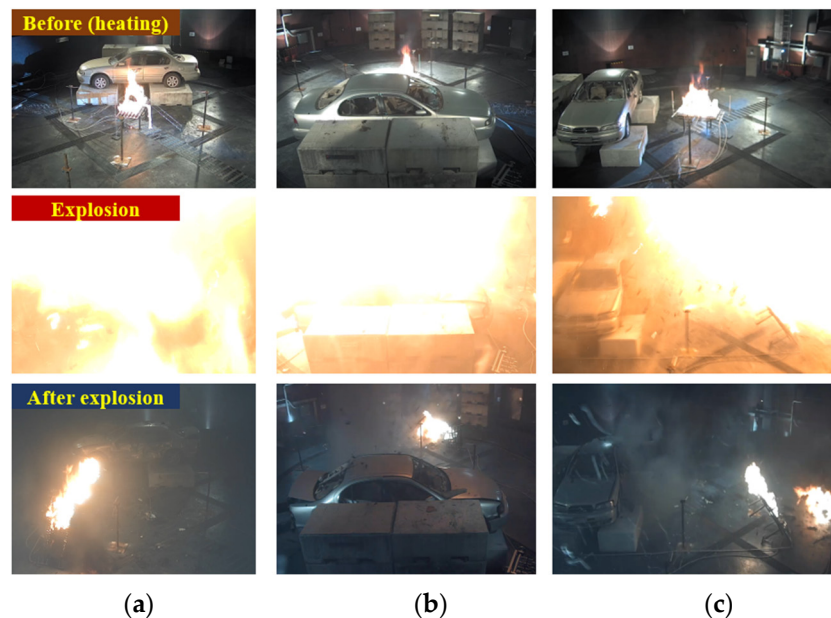 Before (heating)
Explosion
After explosion
(a)
(b)
(c)